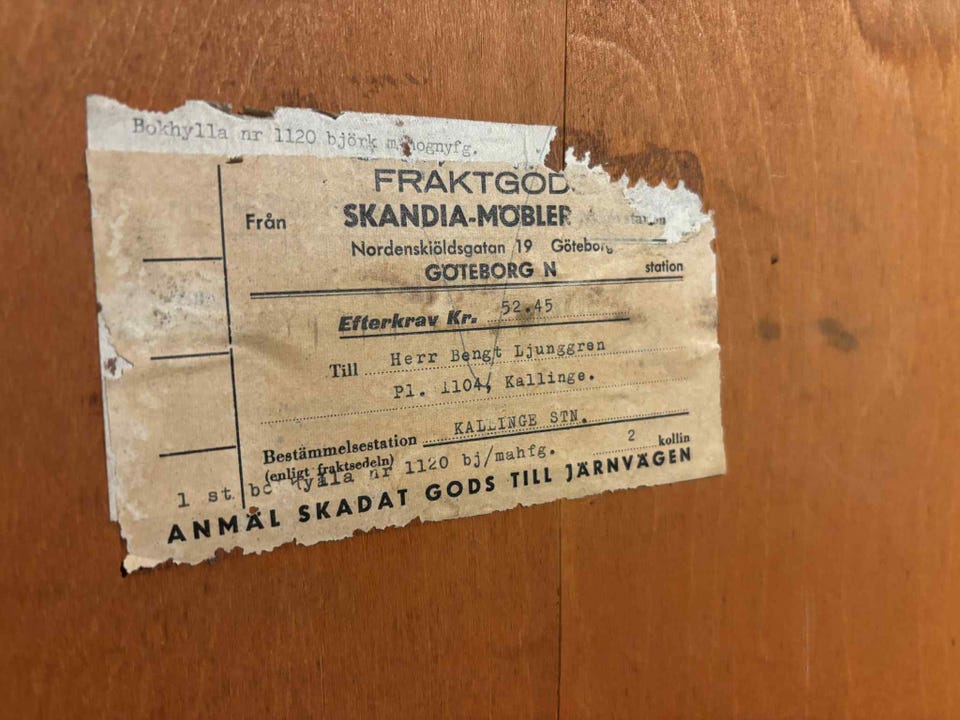 Bokhylla nr 1120 björk mahognyfg.
FRAKTGOD
Från SKANDIA-MÖBLER
Nordenskiöldsgatan 19 Göteborg
GÖTEBORG N station
Efterkrav Kr. 52.45
Till Herr Bengt Ljunggren
Pl. 1104, Kallinge.
KALLINGE STN.
Bestämmelsestation
(enligt fraktsedeln) 2 kollin
1 st. bokhylla nr 1120 bj/mahfg.
ANMÄL SKADAT GODS TILL JÄRNVÄGEN